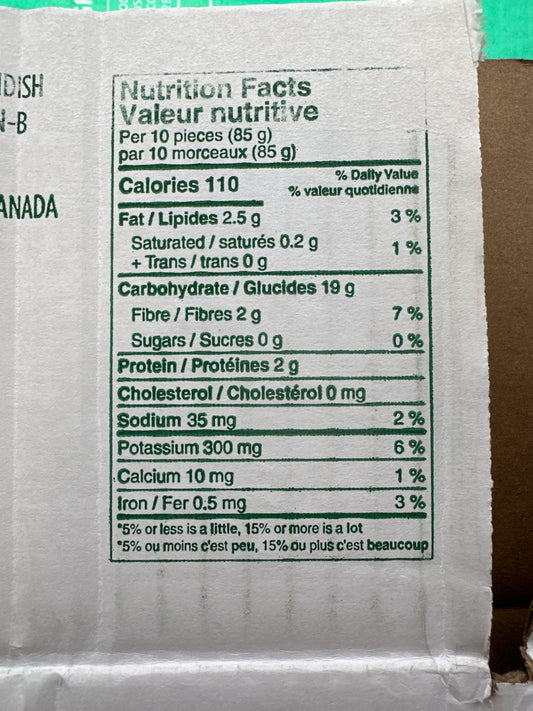 DISH
N-B
ANADA
Nutrition Facts
Valeur nutritive
Per 10 pieces (85 g)
par 10 morceaux (85 g)
Calories 110
% Daily Value
% valeur quotidienne
Fat / Lipides 2.5 g 3 %
Saturated / saturés 0.2 g
+ Trans / trans 0 g
1 %
Carbohydrate / Glucides 19 g
Fibre / Fibres 2 g 7 %
Sugars / Sucres 0 g 0 %
Protein / Protéines 2 g
Cholesterol / Cholestérol 0 mg
Sodium 35 mg 2 %
Potassium 300 mg 6 %
Calcium 10 mg 1 %
Iron / Fer 0.5 mg 3 %
*5% or less is a little, 15% or more is a lot
*5% ou moins c'est peu, 15% ou plus c'est beaucoup